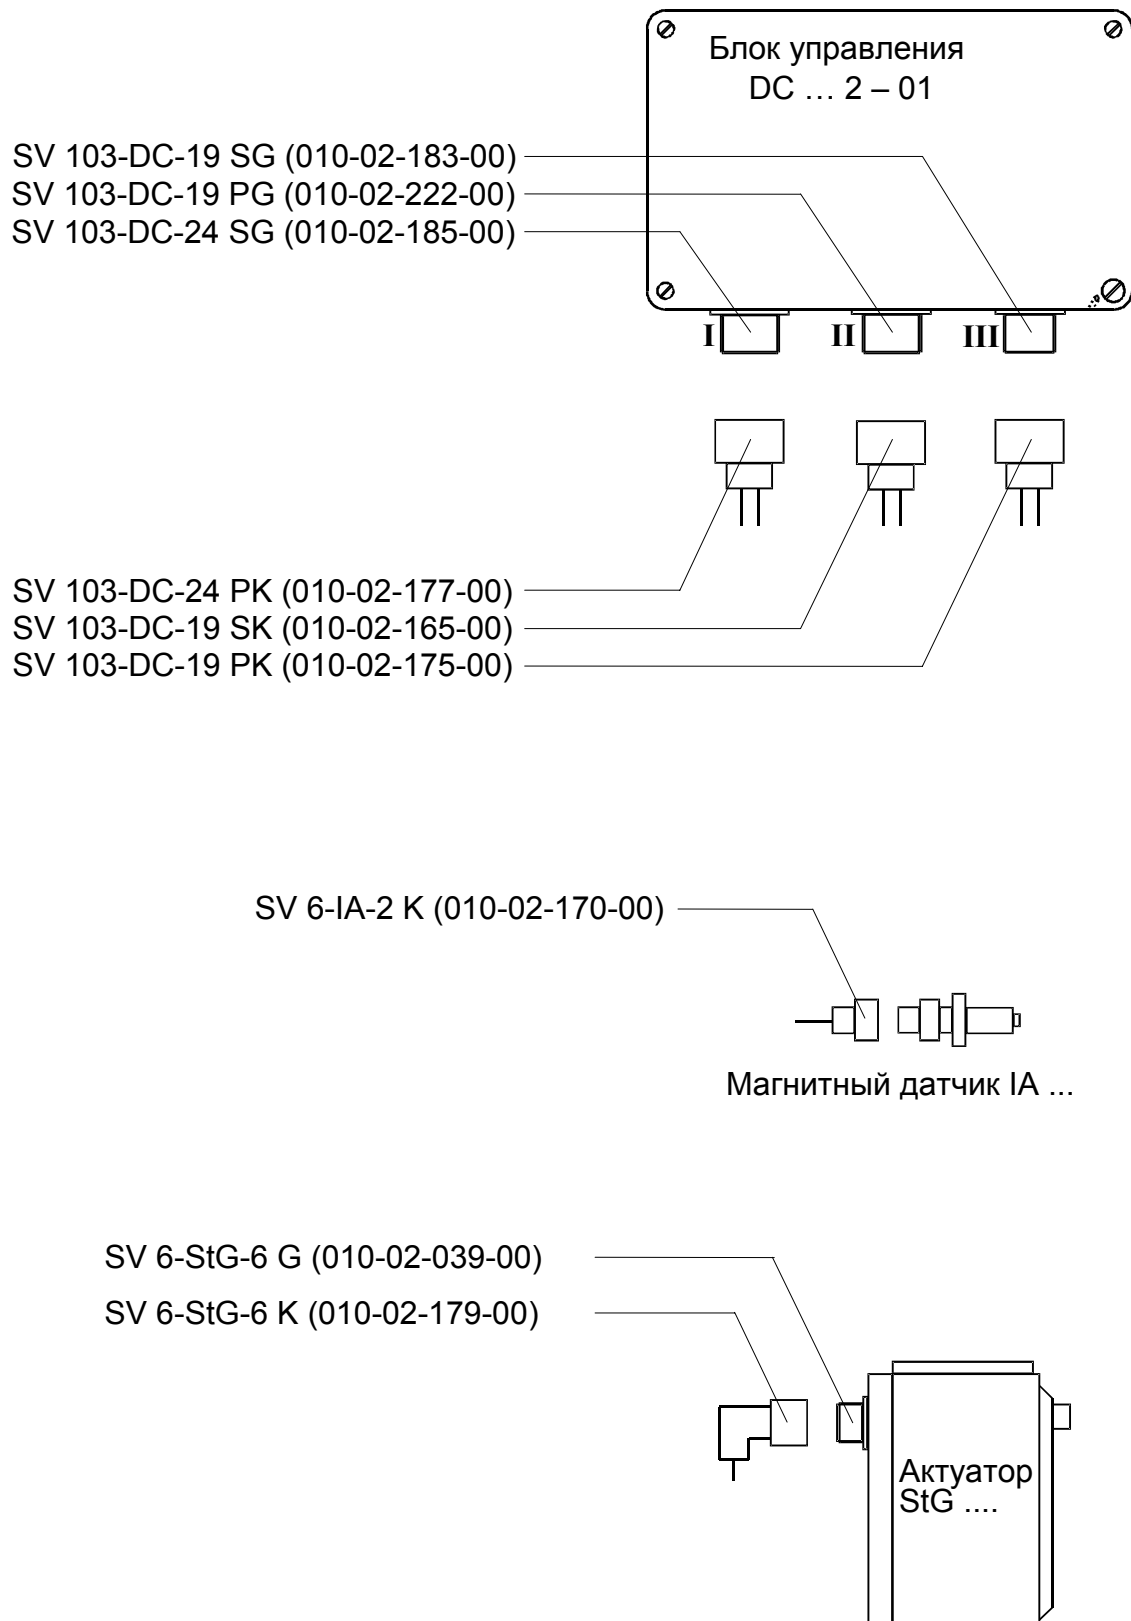 Блок управления
DC … 2 – 01
SV 103-DC-19 SG (010-02-183-00)
SV 103-DC-19 PG (010-02-222-00)
SV 103-DC-24 SG (010-02-185-00)
I
II
III
SV 103-DC-24 PK (010-02-177-00)
SV 103-DC-19 SK (010-02-165-00)
SV 103-DC-19 PK (010-02-175-00)
SV 6-IA-2 K (010-02-170-00)
Магнитный датчик IA ...
SV 6-StG-6 G (010-02-039-00)
SV 6-StG-6 K (010-02-179-00)
Актуатор
StG ....